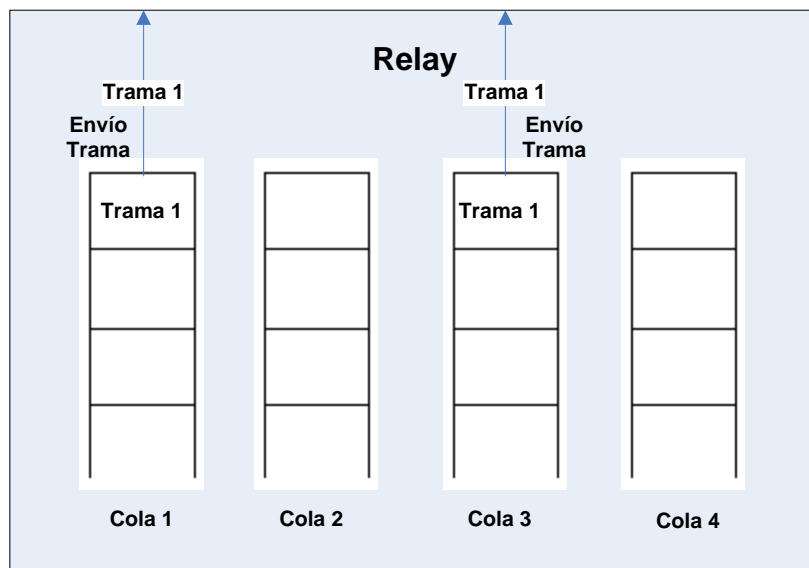 Relay
Trama 1
Trama 1
Envío
Trama
Envío
Trama
Trama 1
Trama 1
Cola 1
Cola 2
Cola 3
Cola 4